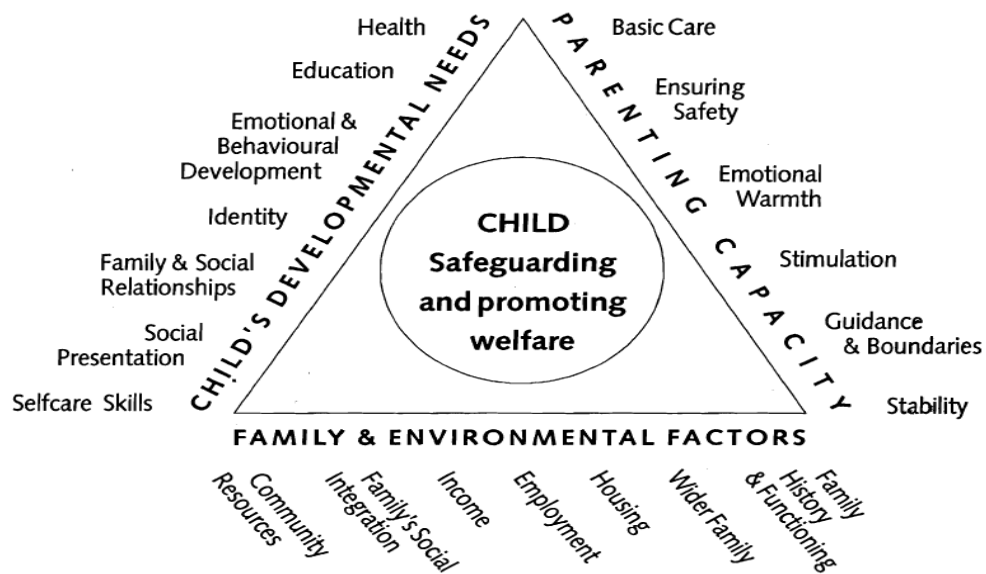 Health
Education
Emotional &
Behavioural
Development
Identity
Family & Social
Relationships
Social
Presentation
Selfcare Skills
CHILD'S DEVELOPMENTAL NEEDS
PARENTING CAPACITY
Basic Care
Ensuring
Safety
Emotional
Warmth
Stimulation
Guidance
& Boundaries
Stability
CHILD
Safeguarding
and promoting
welfare
FAMILY & ENVIRONMENTAL FACTORS
Community
Resources
Family's Social
Integration
Income
Employment
Housing
Wider Family
Family
History
& Functioning